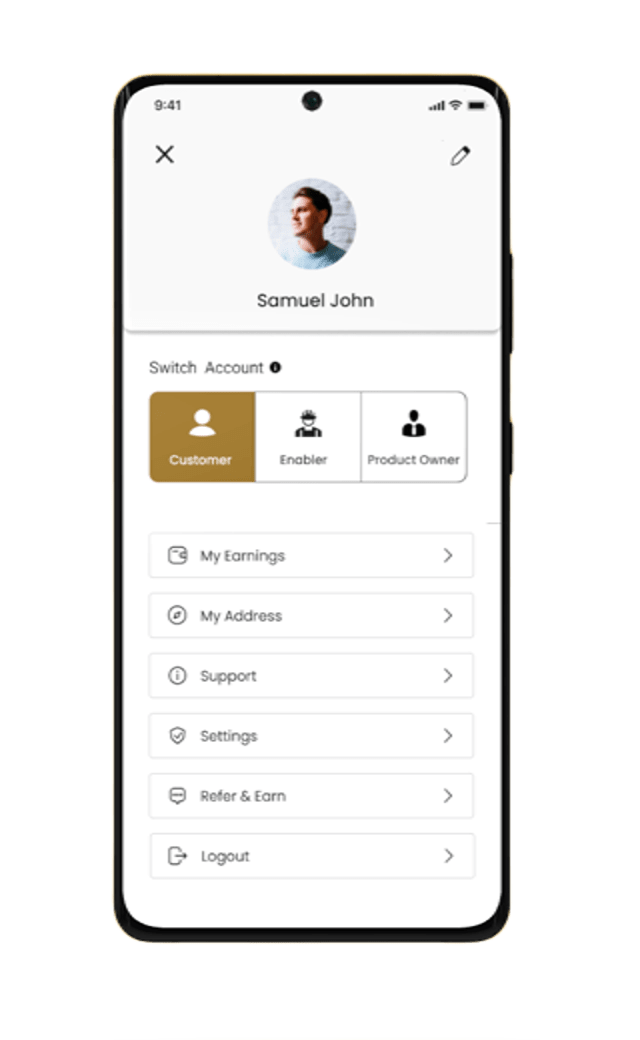 9:41
Samuel John
Switch Account
Customer
Enabler
Product Owner
My Earnings
My Address
Support
Settings
Refer & Earn
Logout